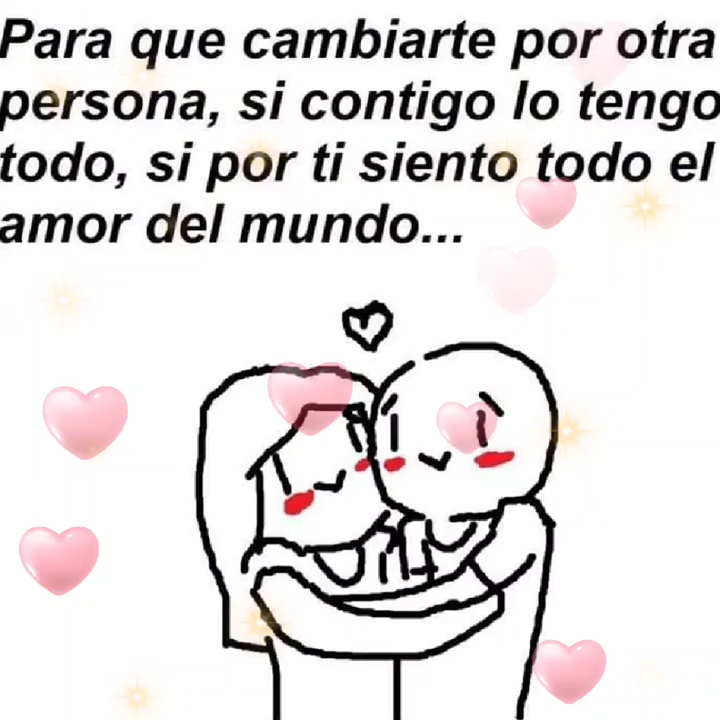 Para que cambiarte por otra
persona, si contigo lo tengo
todo, si por ti siento todo el
amor del mundo...